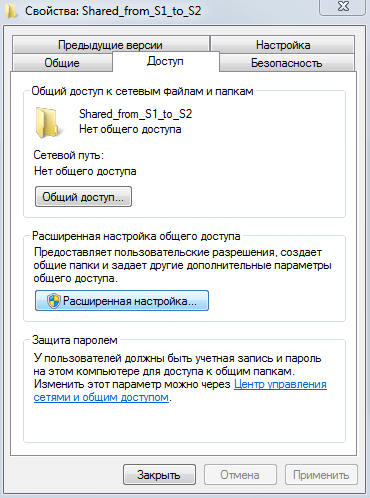 Свойства: Shared_from_S1_to_S2
Предыдущие версии
Настройка
Общие
Доступ
Безопасность
Общий доступ к сетевым файлам и папкам
Shared_from_S1_to_S2
Нет общего доступа
Сетевой путь:
Нет общего доступа
Общий доступ...
Расширенная настройка общего доступа
Предоставляет пользовательские разрешения, создает
общие папки и задает другие дополнительные параметры
общего доступа.
Расширенная настройка...
Защита паролем
У пользователей должны быть учетная запись и пароль
на этом компьютере для доступа к общим папкам.
Изменить этот параметр можно через Центр управления
сетями и общим доступом.
Закрыть
Отмена
Применить